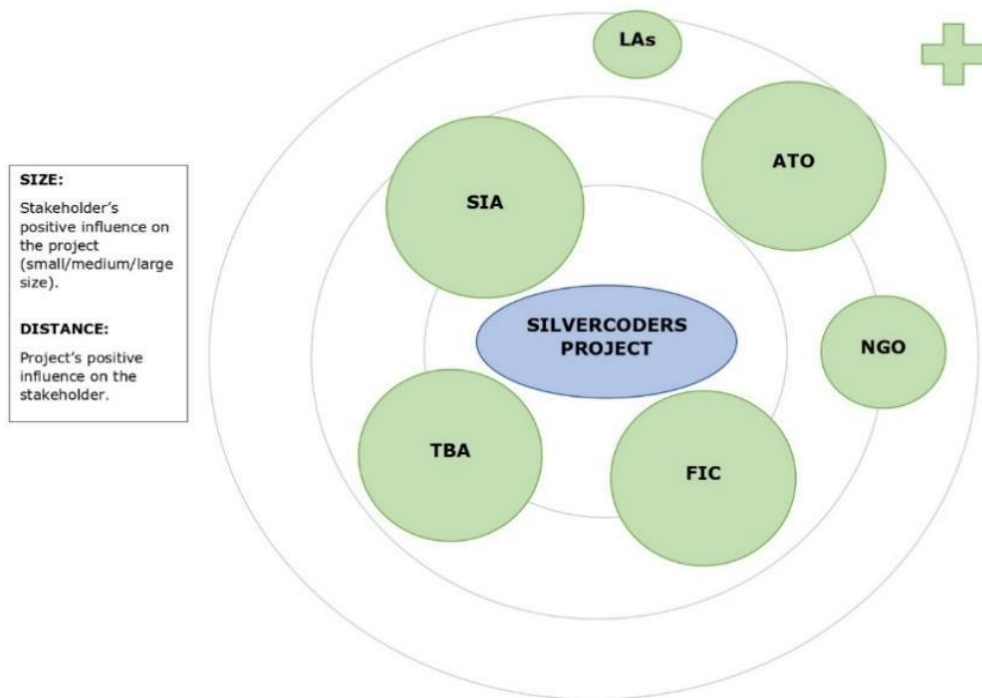 LAs
ATO
SIA
SIZE:
Stakeholder's
positive influence on
the project
(small/medium/large
size).
DISTANCE:
Project's positive
influence on the
stakeholder.
SILVERCODERS
PROJECT
NGO
TBA
FIC